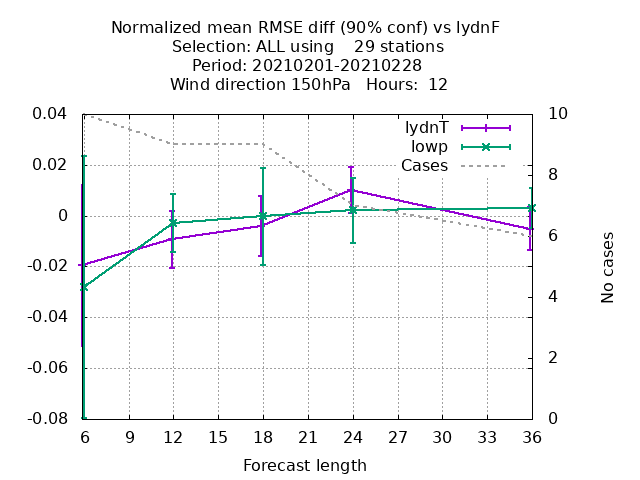 Normalized mean RMSE diff (90% conf) vs lydnF
Selection: ALL using    29 stations
Period: 20210201-20210228
Wind direction 150hPa   Hours:  12
0.04
0.02
0
-0.02
-0.04
-0.06
-0.08
lydnT
lowp
Cases
10
8
6
4
2
0
No cases
6 9 12 15 18 21 24 27 30 33 36
Forecast length